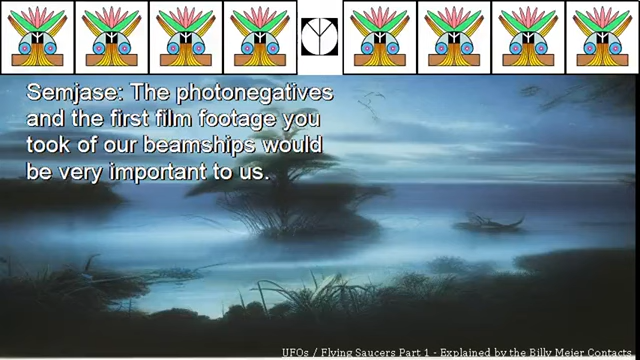 Semjase: The photonegatives
and the first film footage you
took of our beamships would
be very important to us.
UFOs / Flying Saucers Part 1 - Explained by the Billy Meier Contacts